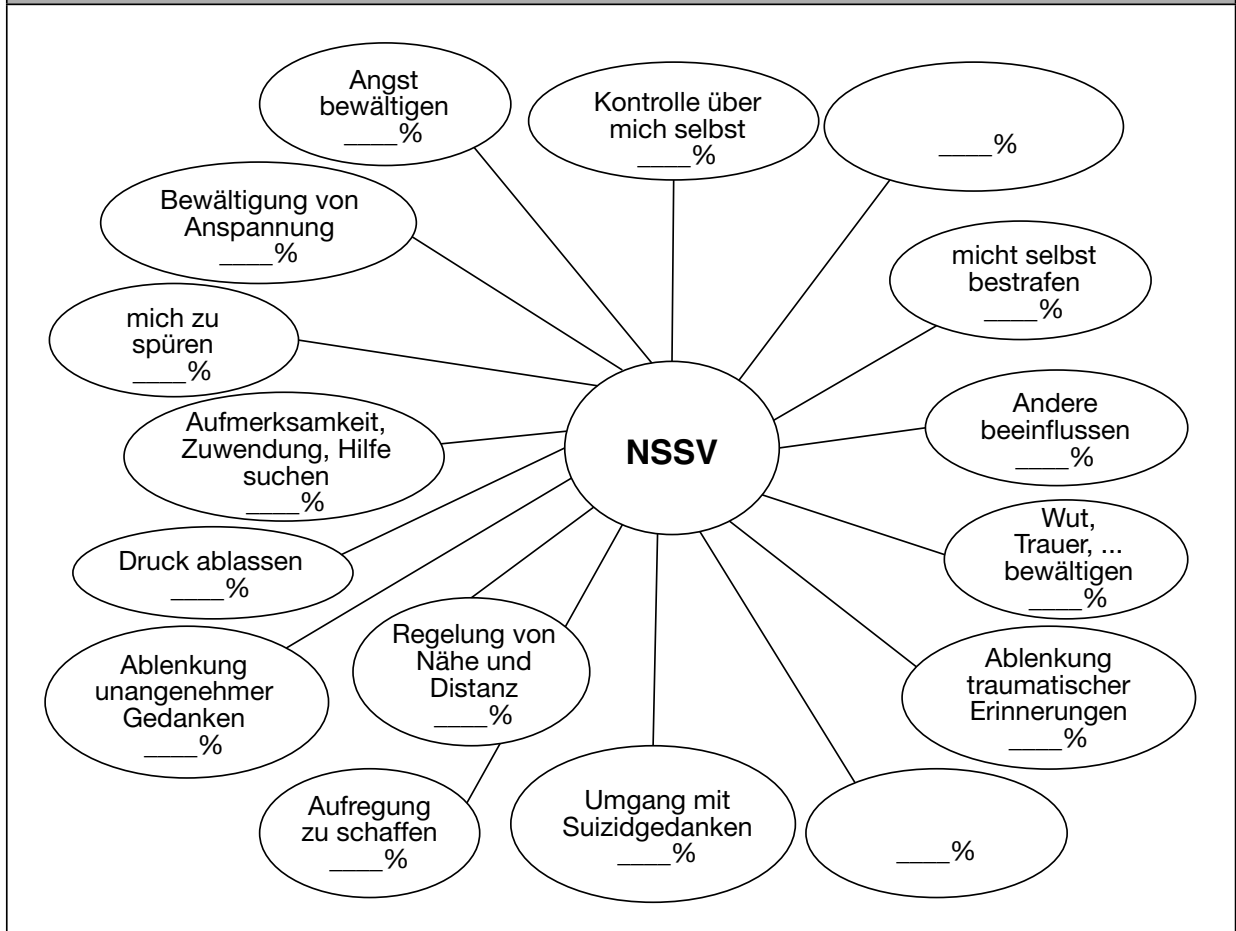 Angst
bewältigen
____%
Kontrolle über
mich selbst
____%
____%
Bewältigung von
Anspannung
____%
micht selbst
bestrafen
____%
mich zu
spüren
____%
Andere
beeinflussen
____%
Aufmerksamkeit,
Zuwendung, Hilfe
suchen
____%
NSSV
Wut,
Trauer, ...
bewältigen
____%
Druck ablassen
____%
Regelung von
Nähe und
Distanz
____%
Ablenkung
unangenehmer
Gedanken
____%
Ablenkung
traumatischer
Erinnerungen
____%
Aufregung
zu schaffen
____%
Umgang mit
Suizidgedanken
____%
____%